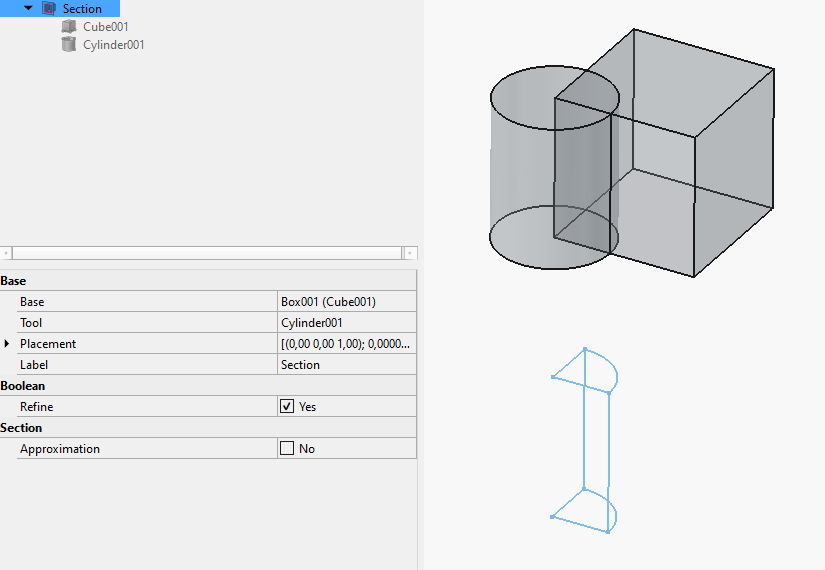 Section
Cube001
Cylinder001
Base
Base Box001 (Cube001)
Tool Cylinder001
Placement [(0,00 0,00 1,00); 0,0000...
Label Section
Boolean
Refine Yes
Section
Approximation No